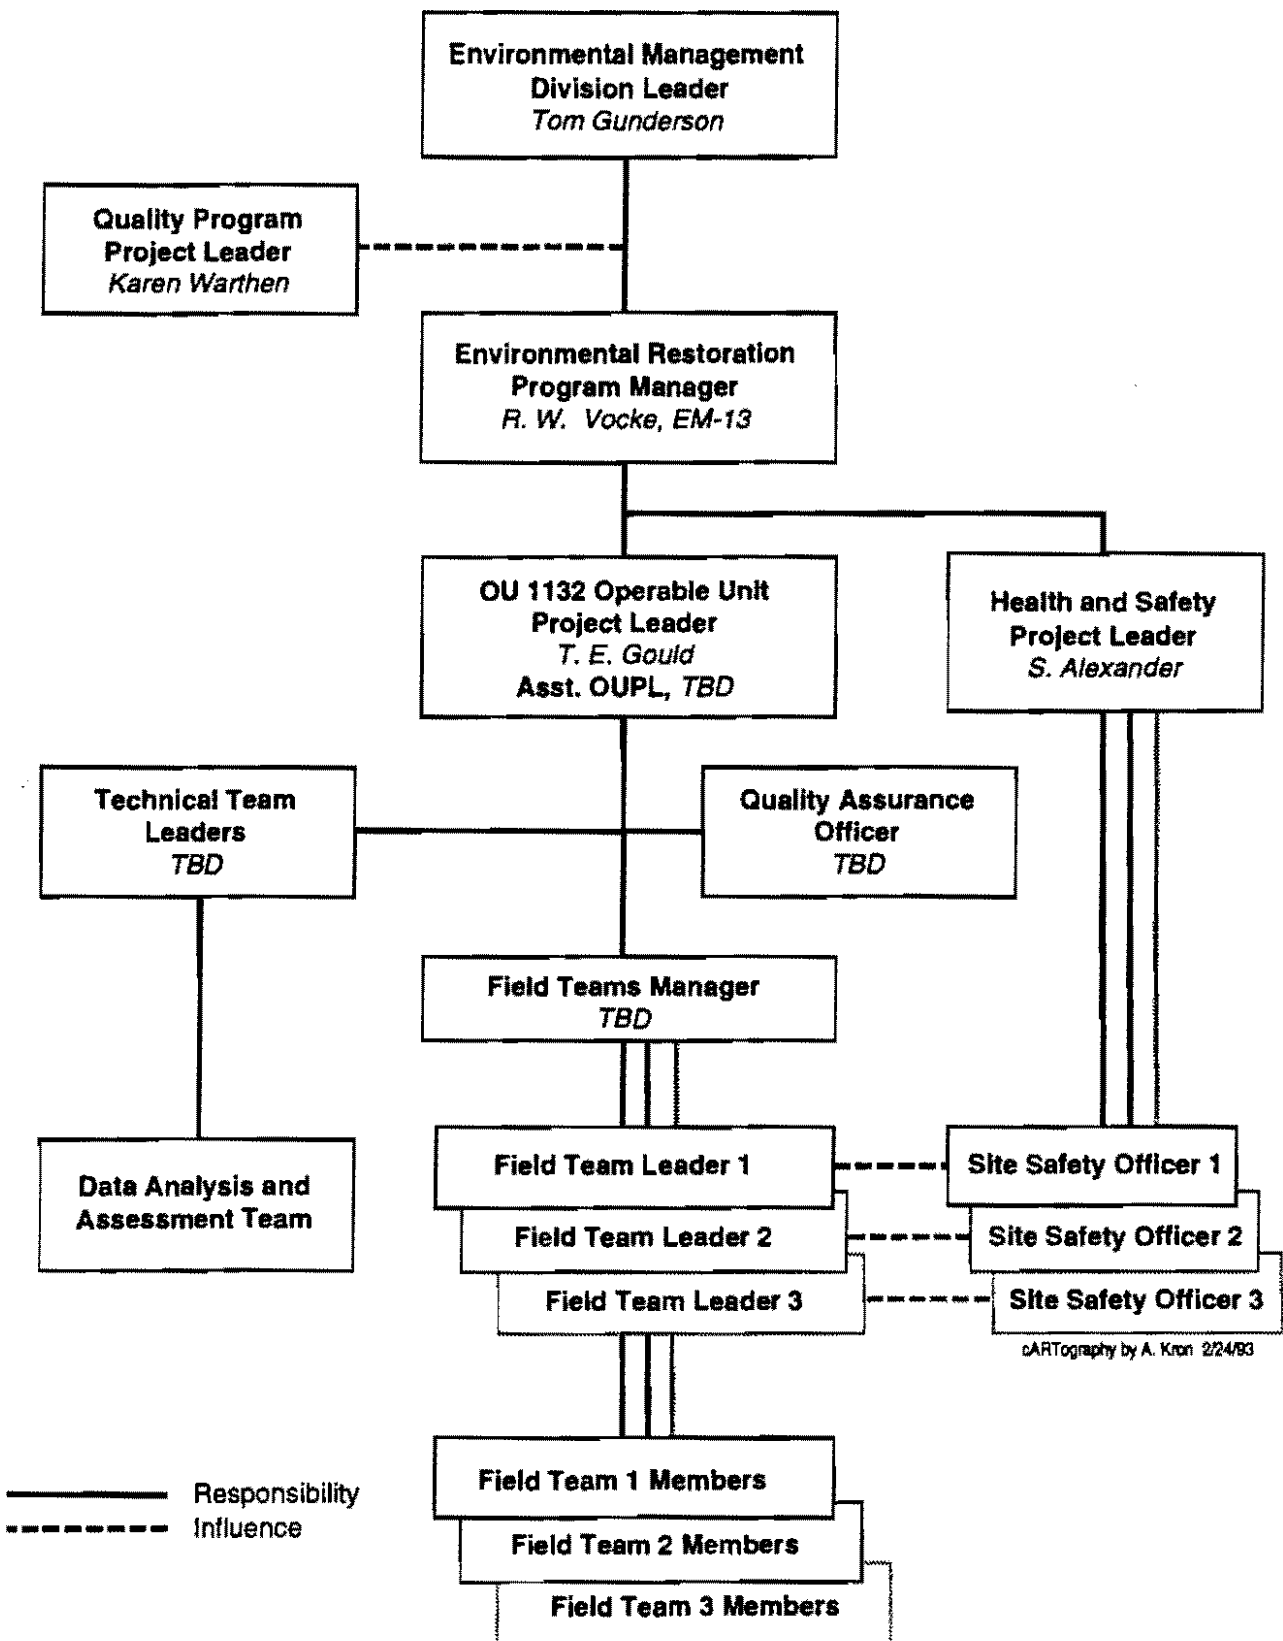 Environmental Management
Division Leader
Tom Gunderson
Quality Program
Project Leader
Karen Warthen
Environmental Restoration
Program Manager
R. W. Vocke, EM-13
OU 1132 Operable Unit
Project Leader
T. E. Gould
Asst. OUPL, TBD
Health and Safety
Project Leader
S. Alexander
Technical Team
Leaders
TBD
Quality Assurance
Officer
TBD
Field Teams Manager
TBD
Data Analysis and
Assessment Team
Field Team Leader 1
Site Safety Officer 1
Field Team Leader 2
Site Safety Officer 2
Field Team Leader 3
Site Safety Officer 3
cARTography by A. Kron 2/24/93
Field Team 1 Members
Field Team 2 Members
Field Team 3 Members
Responsibility
Influence